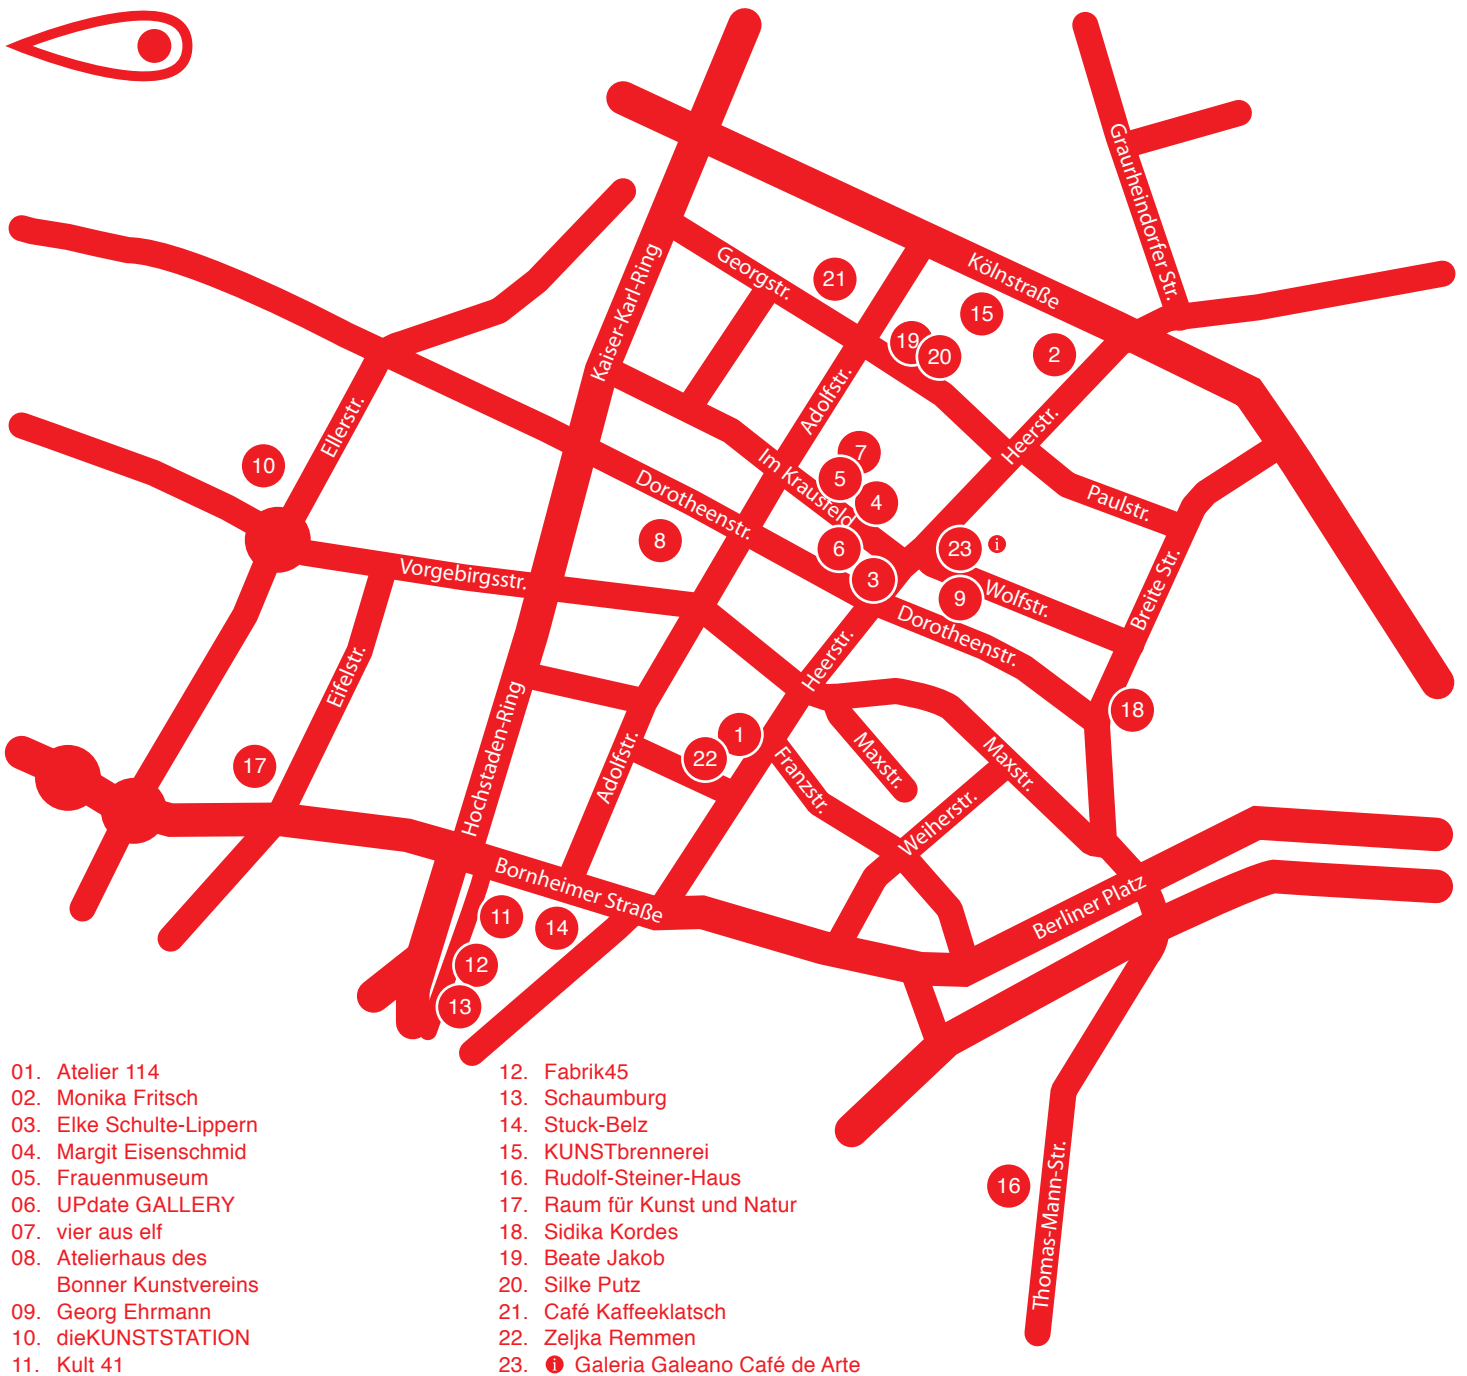 Graurheindorfer Str.
Kölnstraße
Georgstr.
Kaiser-Karl-Ring
21
15
19
20
2
Adolfstr.
Heerstr.
Ellerstr.
10
7
5
4
Im Krausfeld
Dorotheenstr.
Paulstr.
8
6
3
23
i
9
Wolfstr.
Breite Str.
Vorgebirgsstr.
Dorotheenstr.
Heerstr.
Eifelstr.
18
17
Hochstaden-Ring
Adolfstr.
1
22
Franzstr.
Maxstr.
Maxstr.
Weiherstr.
Bornheimer Straße
Berliner Platz
11
14
12
13
16
Thomas-Mann-Str.
01. Atelier 114
02. Monika Fritsch
03. Elke Schulte-Lippern
04. Margit Eisenschmid
05. Frauenmuseum
06. UPdate GALLERY
07. vier aus elf
08. Atelierhaus des
Bonner Kunstvereins
09. Georg Ehrmann
10. dieKUNSTSTATION
11. Kult 41
12. Fabrik45
13. Schaumburg
14. Stuck-Belz
15. KUNSTbrennerei
16. Rudolf-Steiner-Haus
17. Raum für Kunst und Natur
18. Sidika Kordes
19. Beate Jakob
20. Silke Putz
21. Café Kaffeeklatsch
22. Zeljka Remmen
23. i Galeria Galeano Café de Arte